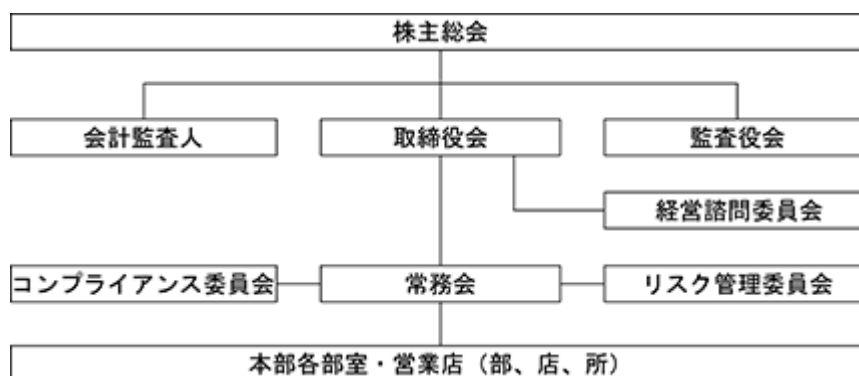 株主総会
会計監査人
取締役会
監査役会
経営諮問委員会
コンプライアンス委員会
常務会
リスク管理委員会
本部各部室・営業店（部、店、所）